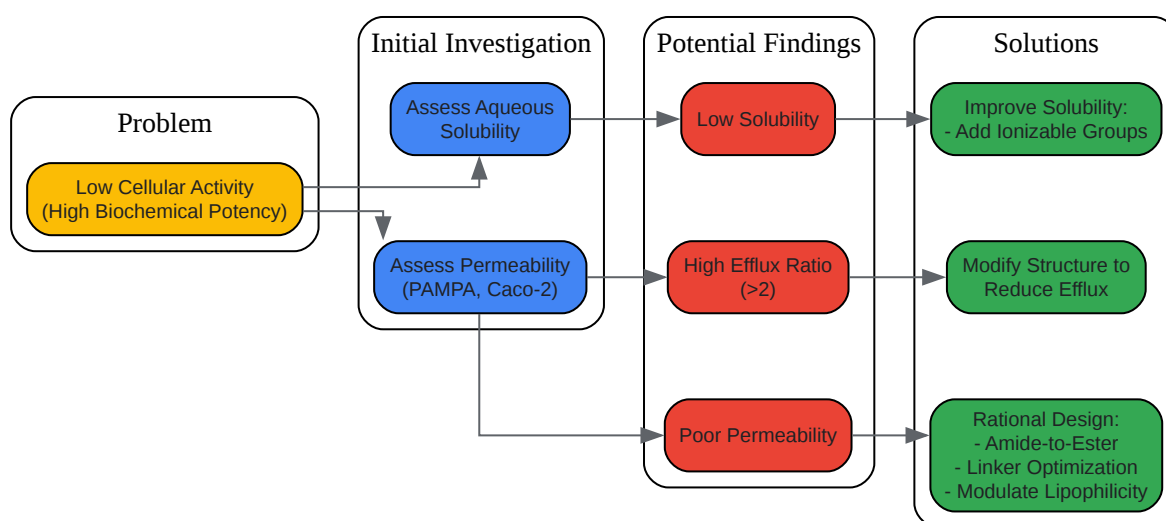 Problem
Low Cellular Activity
(High Biochemical Potency)
Initial Investigation
Assess Aqueous
Solubility
Assess Permeability
(PAMPA, Caco-2)
Potential Findings
Low Solubility
High Efflux Ratio
(>2)
Poor Permeability
Solutions
Improve Solubility:
- Add Ionizable Groups
Modify Structure to
Reduce Efflux
Rational Design:
- Amide-to-Ester
- Linker Optimization
- Modulate Lipophilicity